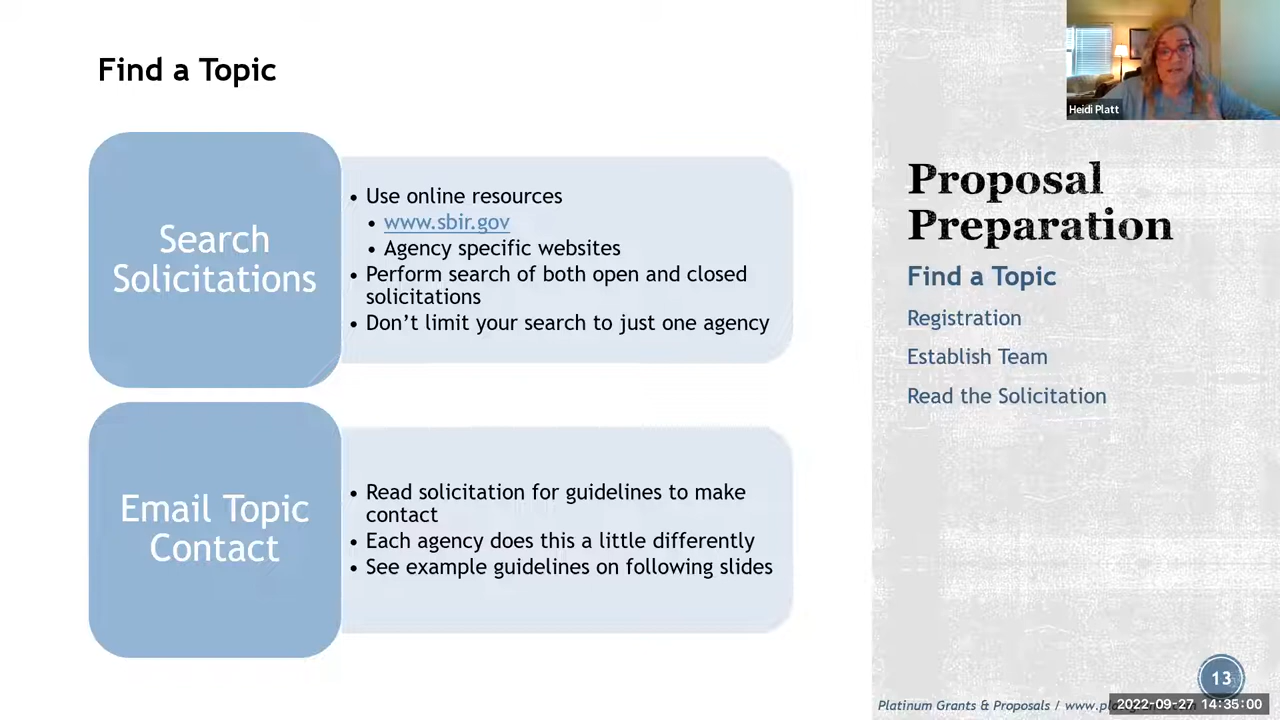 Find a Topic
Search
Solicitations
• Use online resources
• www.sbir.gov
• Agency specific websites
• Perform search of both open and closed
solicitations
• Don’t limit your search to just one agency
Email Topic
Contact
• Read solicitation for guidelines to make
contact
• Each agency does this a little differently
• See example guidelines on following slides
Heidi Platt
Proposal
Preparation
Find a Topic
Registration
Establish Team
Read the Solicitation
13
Platinum Grants & Proposals /
2022-09-27 14:35:00